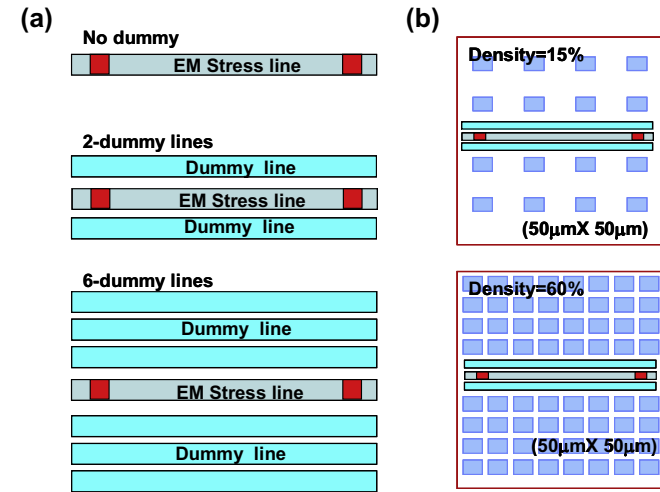 (a)
No dummy
EM Stress line
2-dummy lines
Dummy line
EM Stress line
Dummy line
6-dummy lines
Dummy line
EM Stress line
Dummy line
(b)
Density=15%
(50μmX 50μm)
Density=60%
(50μmX 50μm)